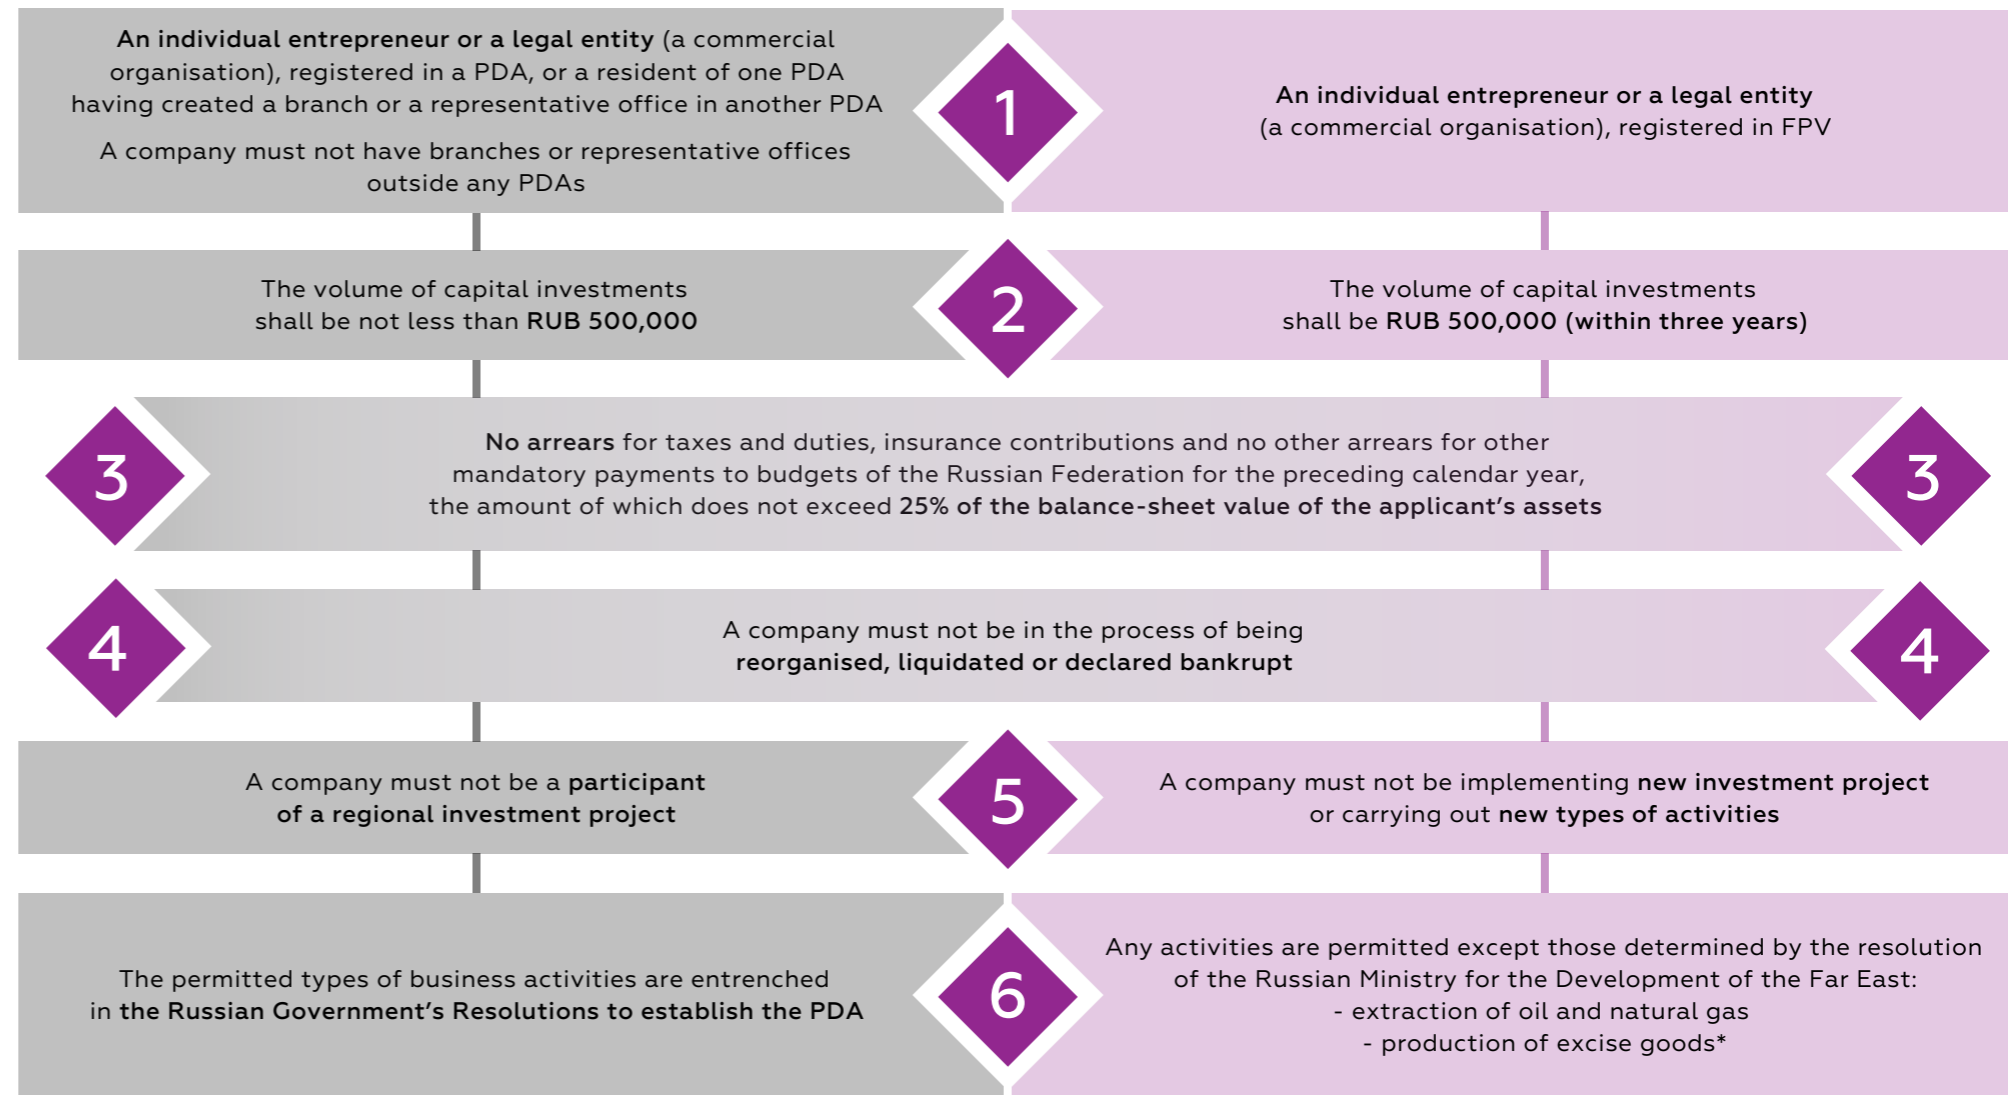 An individual entrepreneur or a legal entity (a commercial
organisation), registered in a PDA, or a resident of one PDA
having created a branch or a representative office in another PDA
A company must not have branches or representative offices
outside any PDAs
1
An individual entrepreneur or a legal entity
(a commercial organisation), registered in FPV
The volume of capital investments
shall be not less than RUB 500,000
2
The volume of capital investments
shall be RUB 500,000 (within three years)
3
No arrears for taxes and duties, insurance contributions and no other arrears for other
mandatory payments to budgets of the Russian Federation for the preceding calendar year,
the amount of which does not exceed 25% of the balance-sheet value of the applicant's assets
3
4
A company must not be in the process of being
reorganised, liquidated or declared bankrupt
4
A company must not be a participant
of a regional investment project
5
A company must not be implementing new investment project
or carrying out new types of activities
The permitted types of business activities are entrenched
in the Russian Government's Resolutions to establish the PDA
6
Any activities are permitted except those determined by the resolution
of the Russian Ministry for the Development of the Far East:
- extraction of oil and natural gas
- production of excise goods*